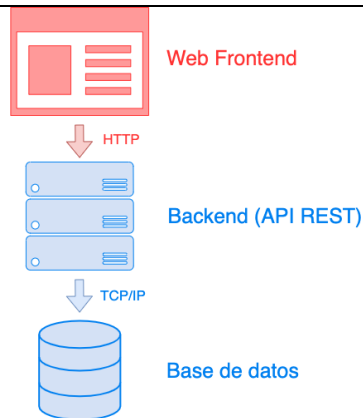 Web Frontend
HTTP
Backend (API REST)
TCP/IP
Base de datos